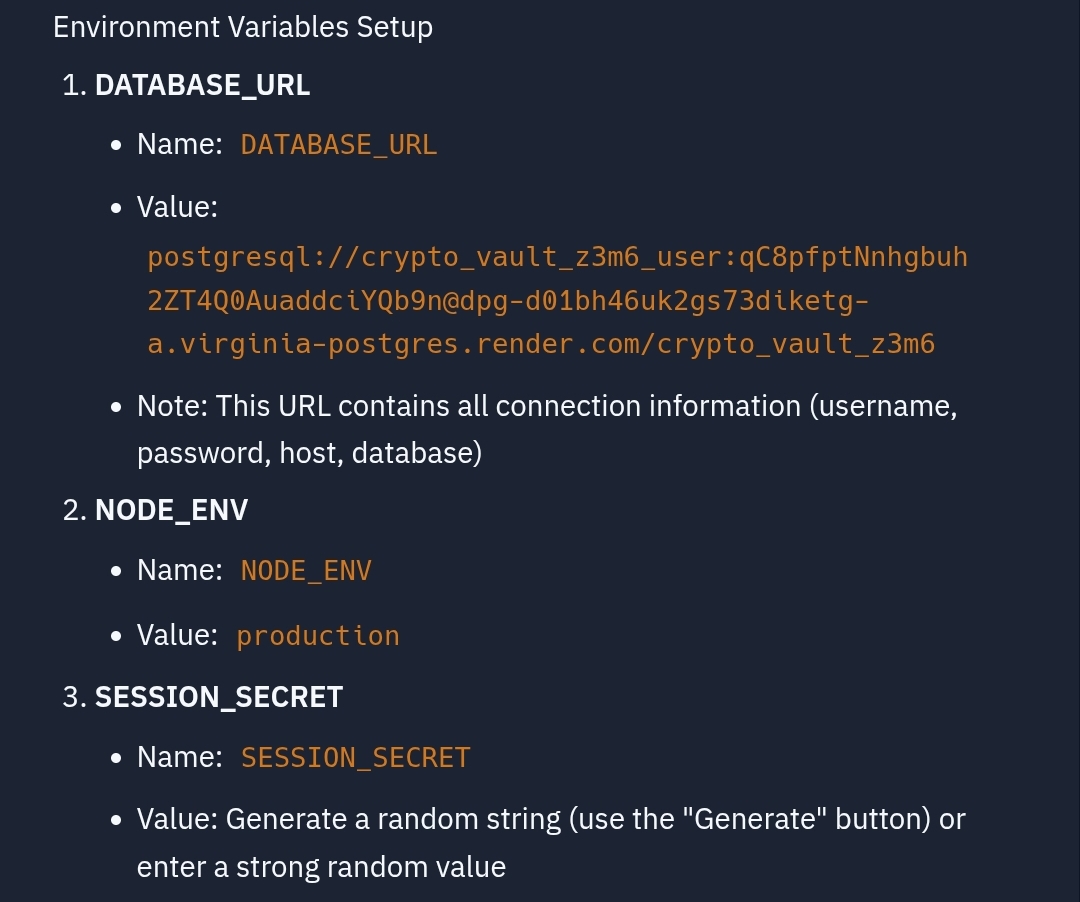 Environment Variables Setup
1. DATABASE_URL
• Name: DATABASE_URL
• Value:
postgresql://crypto_vault_z3m6_user:qC8pfptNnhgbuh
2ZT4Q0AuaddciYQb9n@dpg-d01bh46uk2gs73diketg-
a.virginia-postgres.render.com/crypto_vault_z3m6
• Note: This URL contains all connection information (username,
password, host, database)
2. NODE_ENV
• Name: NODE_ENV
• Value: production
3. SESSION_SECRET
• Name: SESSION_SECRET
• Value: Generate a random string (use the "Generate" button) or
enter a strong random value